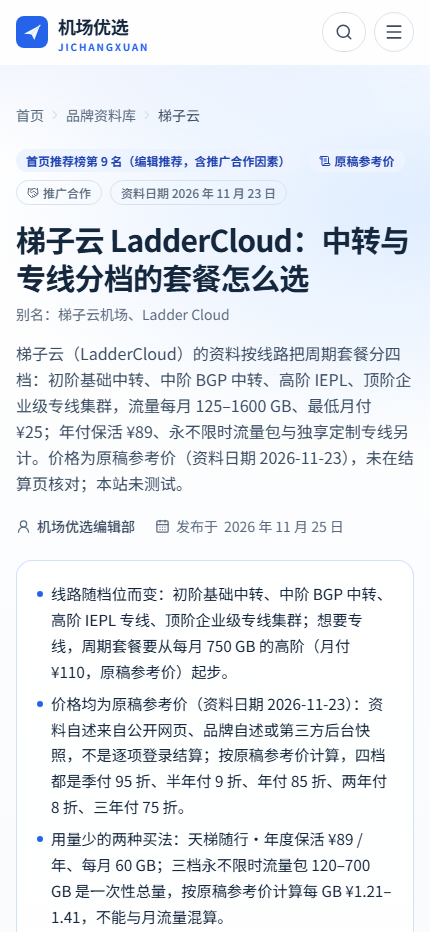 机场优选
JICHANGXUAN
首页 > 品牌资料库 > 梯子云
首页推荐榜第 9 名（编辑推荐，含推广合作因素）
原稿参考价
推广合作
资料日期 2026 年 11 月 23 日
梯子云 LadderCloud：中转与
专线分档的套餐怎么选
别名：梯子云机场、Ladder Cloud
梯子云（LadderCloud）的资料按线路把周期套餐分四
档：初阶基础中转、中阶 BGP 中转、高阶 IEPL、顶阶企
业级专线集群，流量每月 125–1600 GB、最低月付
¥25；年付保活 ¥89、永不限时流量包与独享定制专线另
计。价格为原稿参考价（资料日期 2026-11-23），未在结
算页核对；本站未测试。
机场优选编辑部
发布于 2026 年 11 月 25 日
线路随档位而变：初阶基础中转、中阶 BGP 中转、
高阶 IEPL 专线、顶阶企业级专线集群；想要专
线，周期套餐要从每月 750 GB 的高阶（月付
¥110，原稿参考价）起步。
价格均为原稿参考价（资料日期 2026-11-23）：资
料自述来自公开网页、品牌自述或第三方后台快
照，不是逐项登录结算；按原稿参考价计算，四档
都是季付 95 折、半年付 9 折、年付 85 折、两年付
8 折、三年付 75 折。
用量少的两种买法：天梯随行・年度保活 ¥89 /
年、每月 60 GB；三档永不限时流量包 120–700
GB 是一次性总量，按原稿参考价计算每 GB ¥1.21–
1.41，不能与月流量混算。